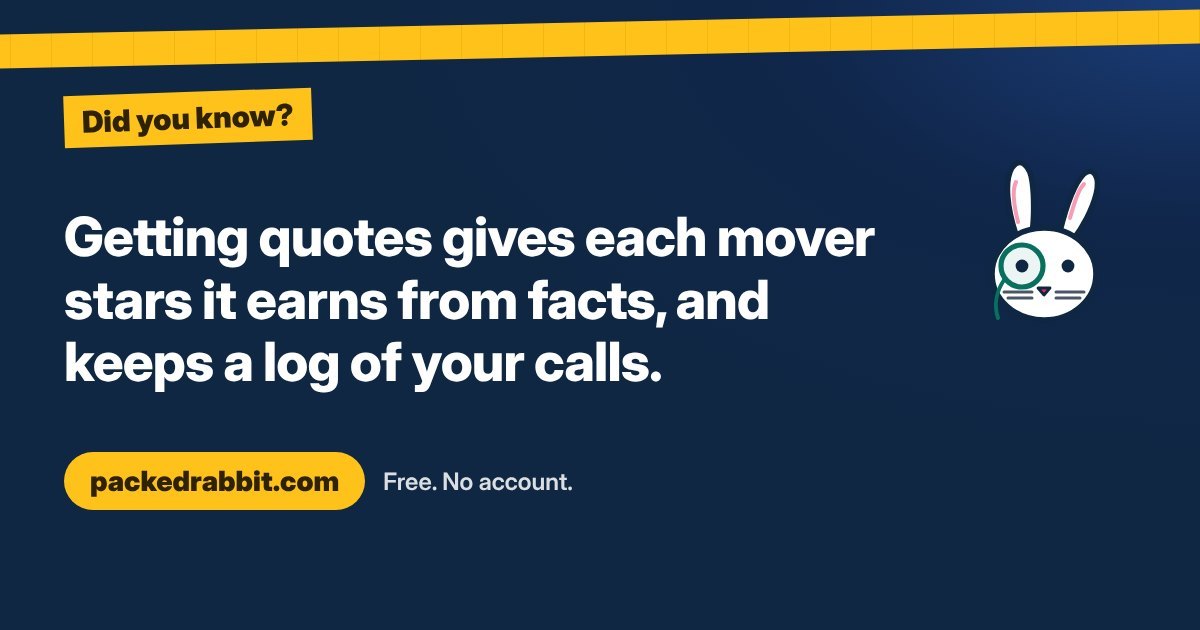 Did you know?
Getting quotes gives each mover
stars it earns from facts, and
keeps a log of your calls.
packedrabbit.com
Free. No account.